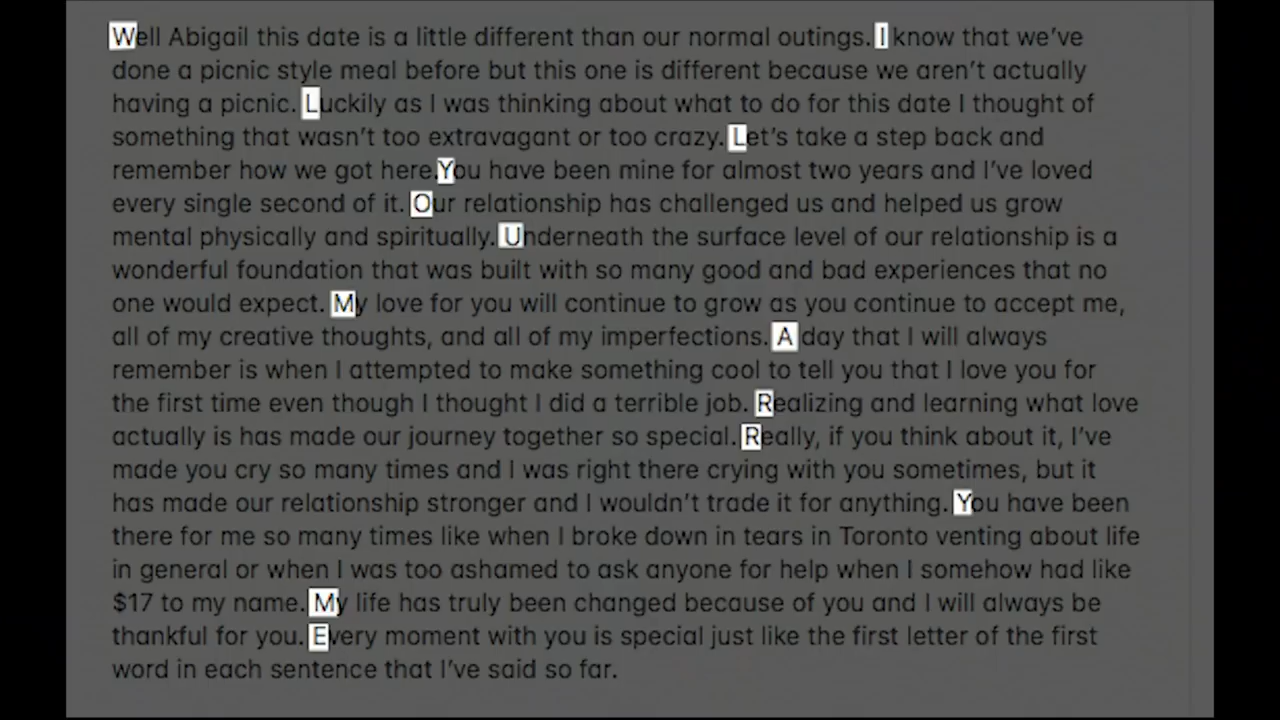 Well Abigail this date is a little different than our normal outings. I know that we've
done a picnic style meal before but this one is different because we aren't actually
having a picnic. Luckily as I was thinking about what to do for this date I thought of
something that wasn't too extravagant or too crazy. Let's take a step back and
remember how we got here.You have been mine for almost two years and I've loved
every single second of it. Our relationship has challenged us and helped us grow
mental physically and spiritually. Underneath the surface level of our relationship is a
wonderful foundation that was built with so many good and bad experiences that no
one would expect. My love for you will continue to grow as you continue to accept me,
all of my creative thoughts, and all of my imperfections. A day that I will always
remember is when I attempted to make something cool to tell you that I love you for
the first time even though I thought I did a terrible job. Realizing and learning what love
actually is has made our journey together so special. Really, if you think about it, I've
made you cry so many times and I was right there crying with you sometimes, but it
has made our relationship stronger and I wouldn't trade it for anything. You have been
there for me so many times like when I broke down in tears in Toronto venting about life
in general or when I was too ashamed to ask anyone for help when I somehow had like
$17 to my name. My life has truly been changed because of you and I will always be
thankful for you. Every moment with you is special just like the first letter of the first
word in each sentence that I've said so far.